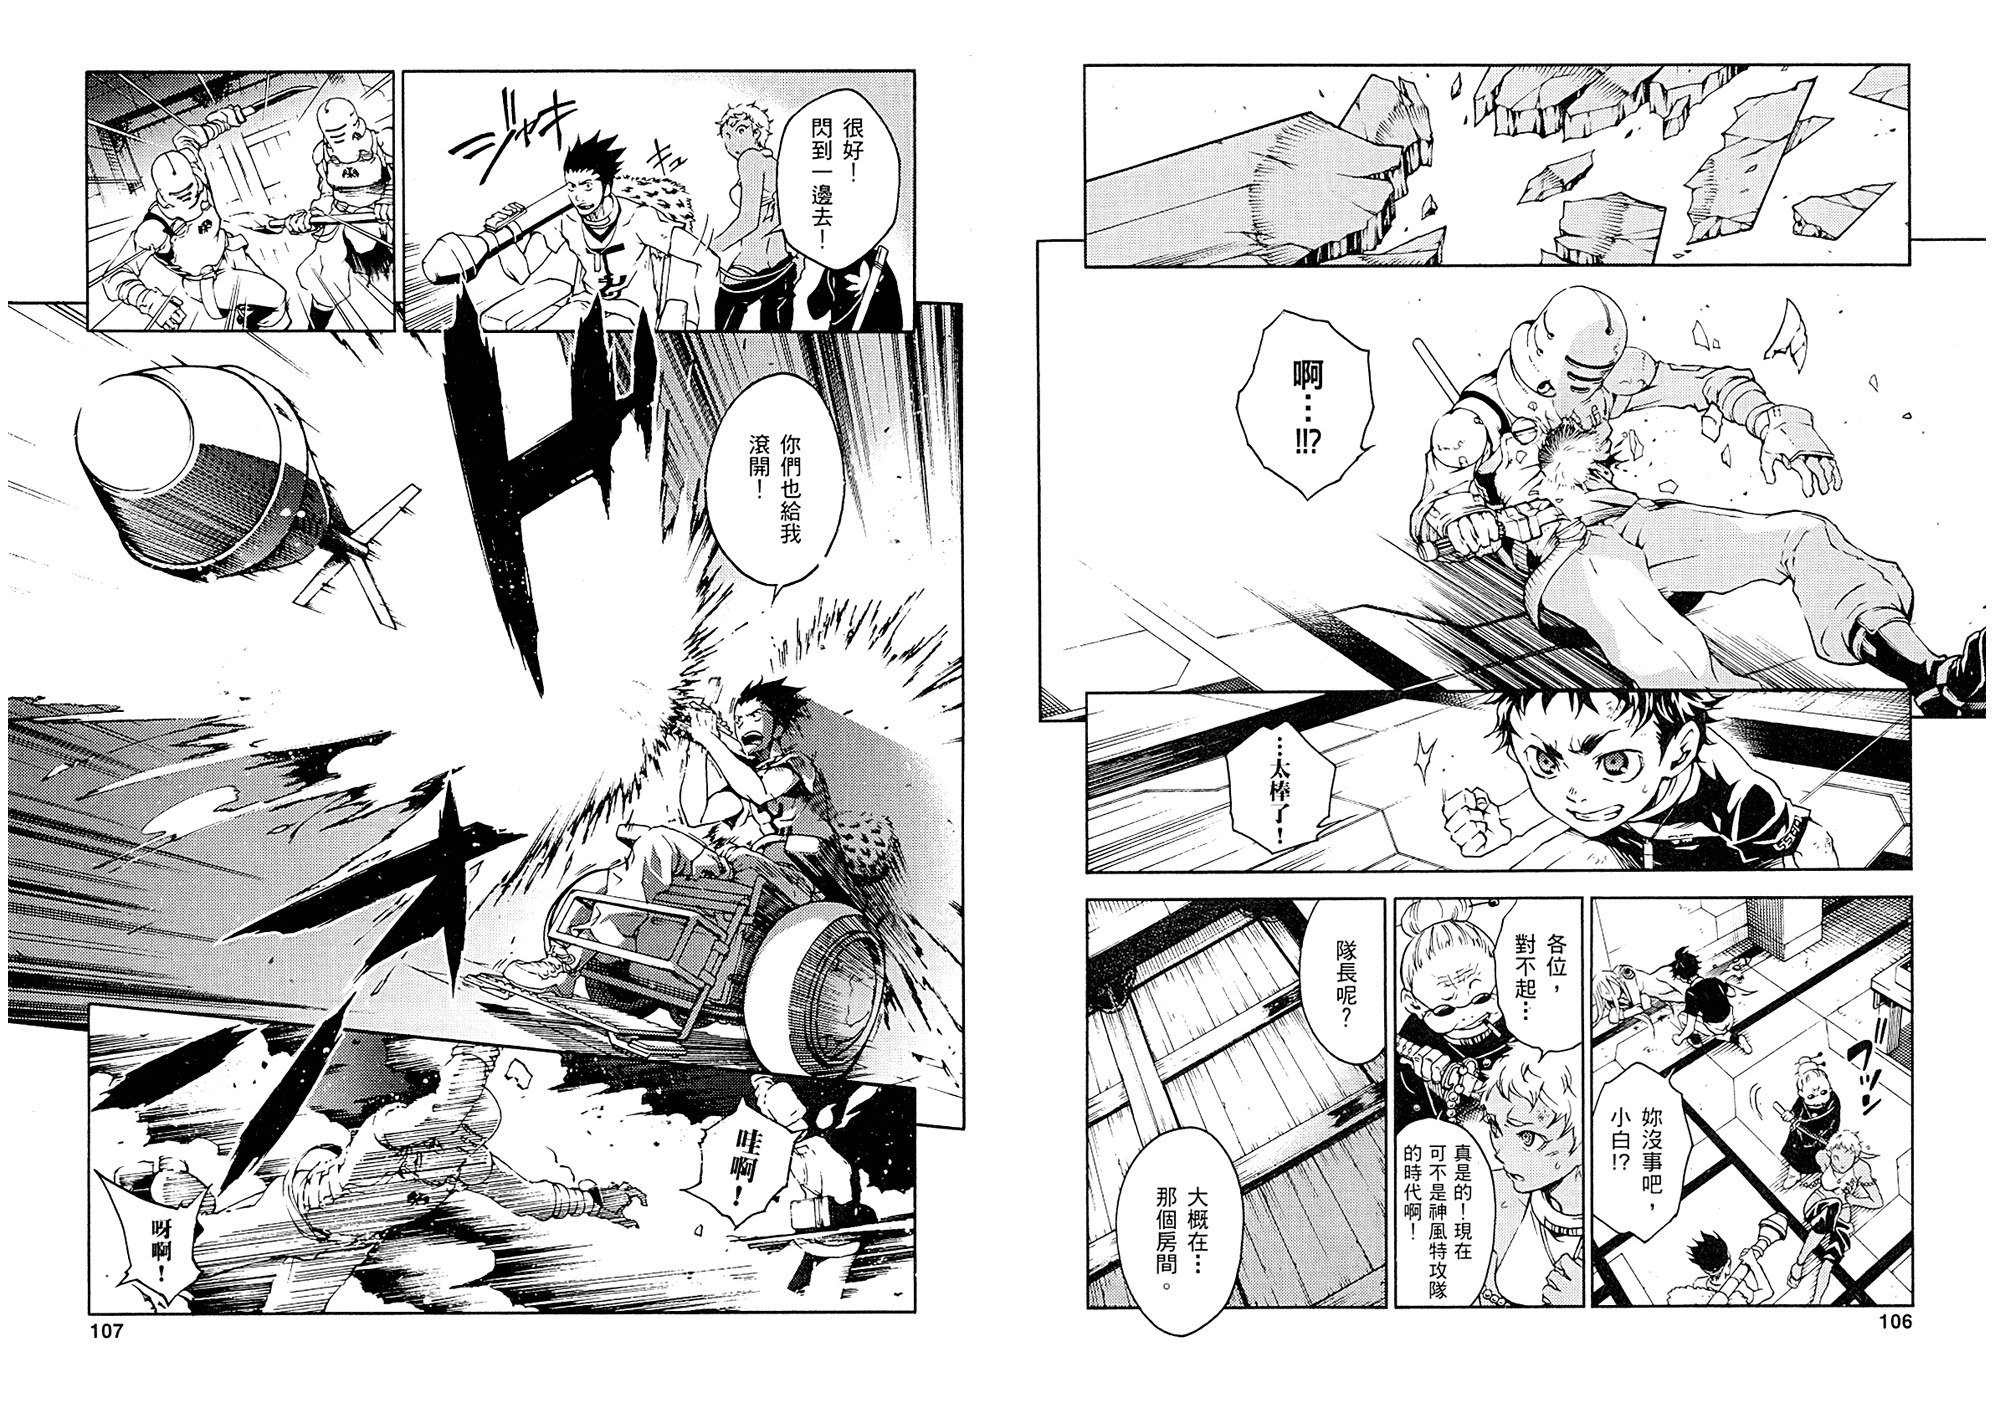 啊…!!?
…太棒了！
妳沒事吧，
小白!?
フッ
各位，
對不起…
真是的！現在
可不是神風特攻隊
的時代啊！
隊長呢？
大概在…
那個房間。
106
很好！
閃到一邊去！
ジャキ
キュ
你們也給我
滾開！
哇啊！
呀啊！
107